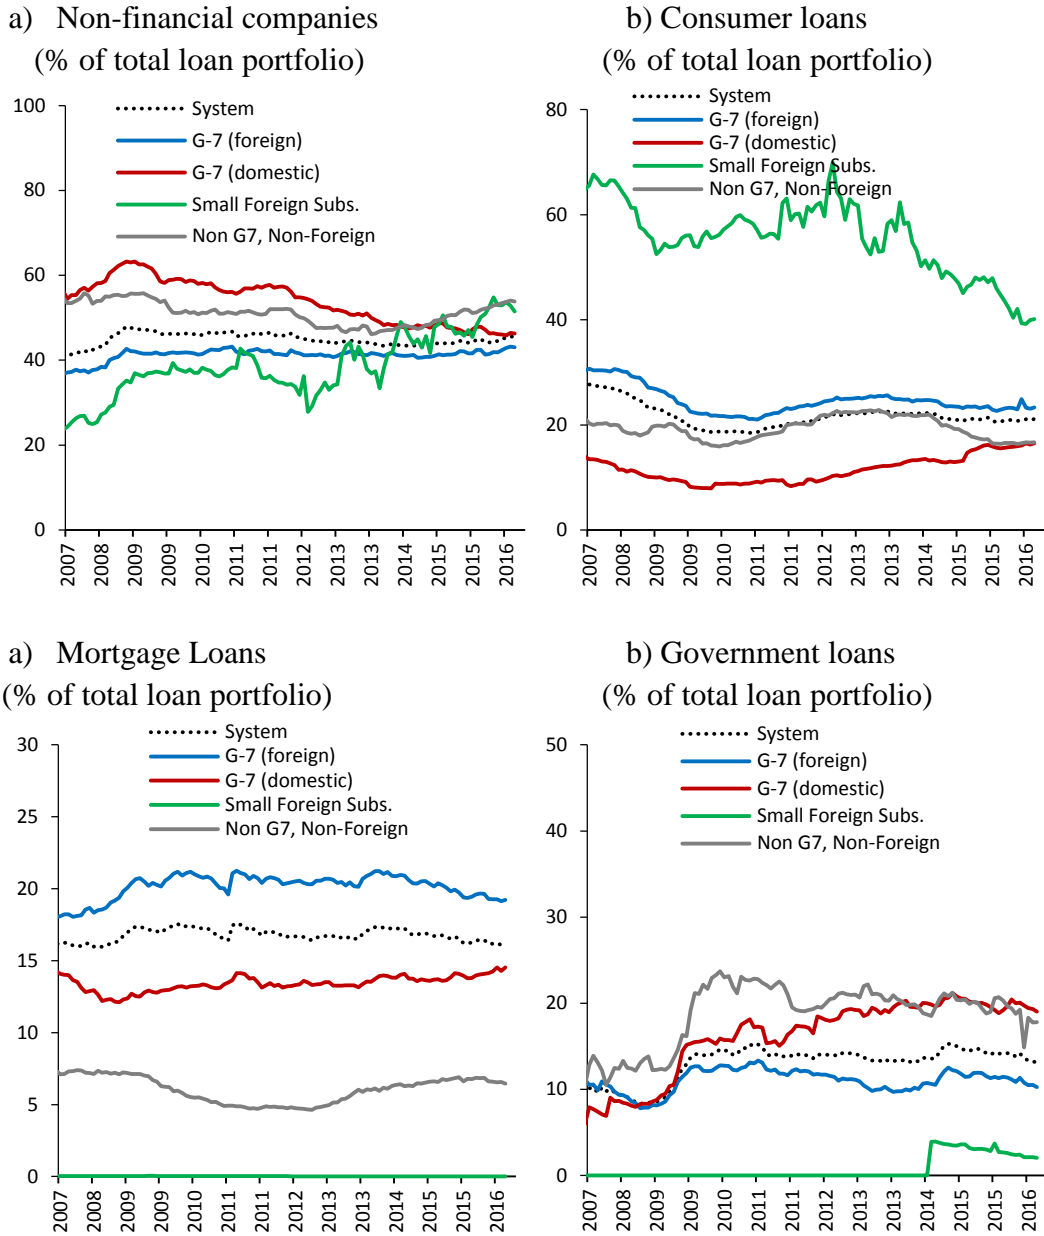 a) Non-financial companies
(% of total loan portfolio)
100
80
60
40
20
0
System
G-7 (foreign)
G-7 (domestic)
Small Foreign Subs.
Non G7, Non-Foreign
2007 2008 2009 2009 2010 2011 2011 2012 2013 2013 2014 2015 2015 2016
b) Consumer loans
(% of total loan portfolio)
80
60
40
20
0
System
G-7 (foreign)
G-7 (domestic)
Small Foreign Subs.
Non G7, Non-Foreign
2007 2008 2009 2009 2010 2011 2011 2012 2013 2013 2014 2015 2015 2016
a) Mortgage Loans
(% of total loan portfolio)
30
25
20
15
10
5
0
System
G-7 (foreign)
G-7 (domestic)
Small Foreign Subs.
Non G7, Non-Foreign
2007 2008 2009 2009 2010 2011 2011 2012 2013 2013 2014 2015 2015 2016
b) Government loans
(% of total loan portfolio)
50
40
30
20
10
0
System
G-7 (foreign)
G-7 (domestic)
Small Foreign Subs.
Non G7, Non-Foreign
2007 2008 2009 2009 2010 2011 2011 2012 2013 2013 2014 2015 2015 2016